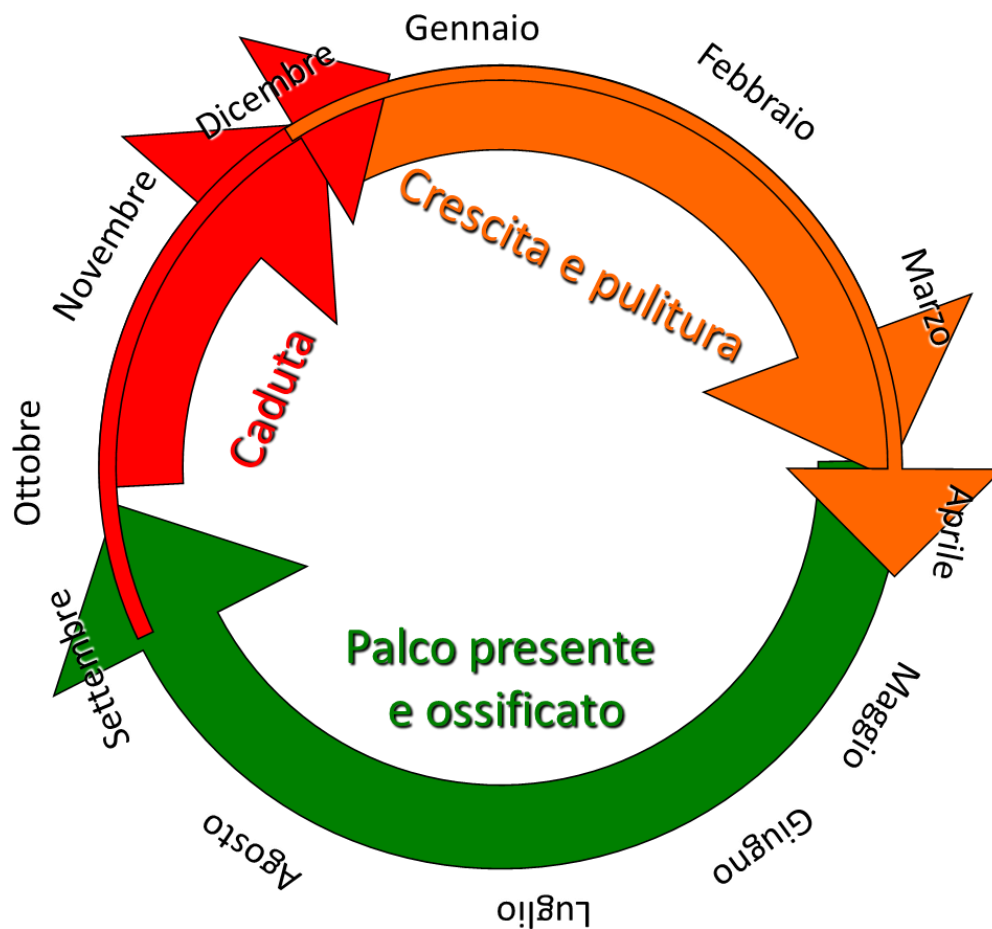 Gennaio
Febbraio
Marzo
Aprile
Maggio
Giugno
Luglio
Agosto
Settembre
Ottobre
Novembre
Dicembre
Crescita e pulitura
Caduta
Palco presente
e ossificato